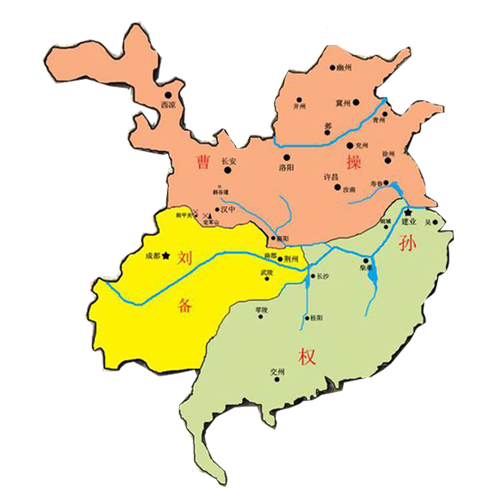 幽州
西凉
并州
冀州
青州
邺
兖州
徐州
曹
操
长安
洛阳
许昌
汝南
寿春
斜谷道
汉中
阳平关
定军山
襄阳
建业
吴
孙
成都
刘
南郡
荆州
柴桑
武陵
长沙
备
零陵
桂阳
权
交州